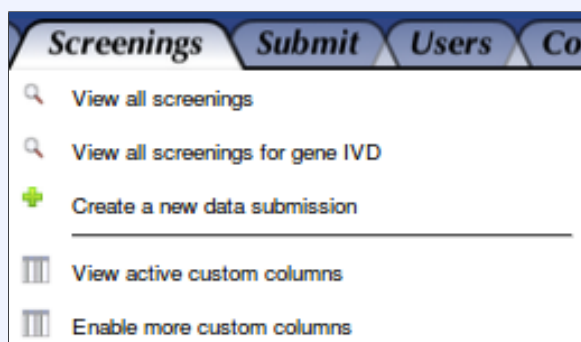 Screenings Submit Users Co
View all screenings
View all screenings for gene IVD
Create a new data submission
View active custom columns
Enable more custom columns